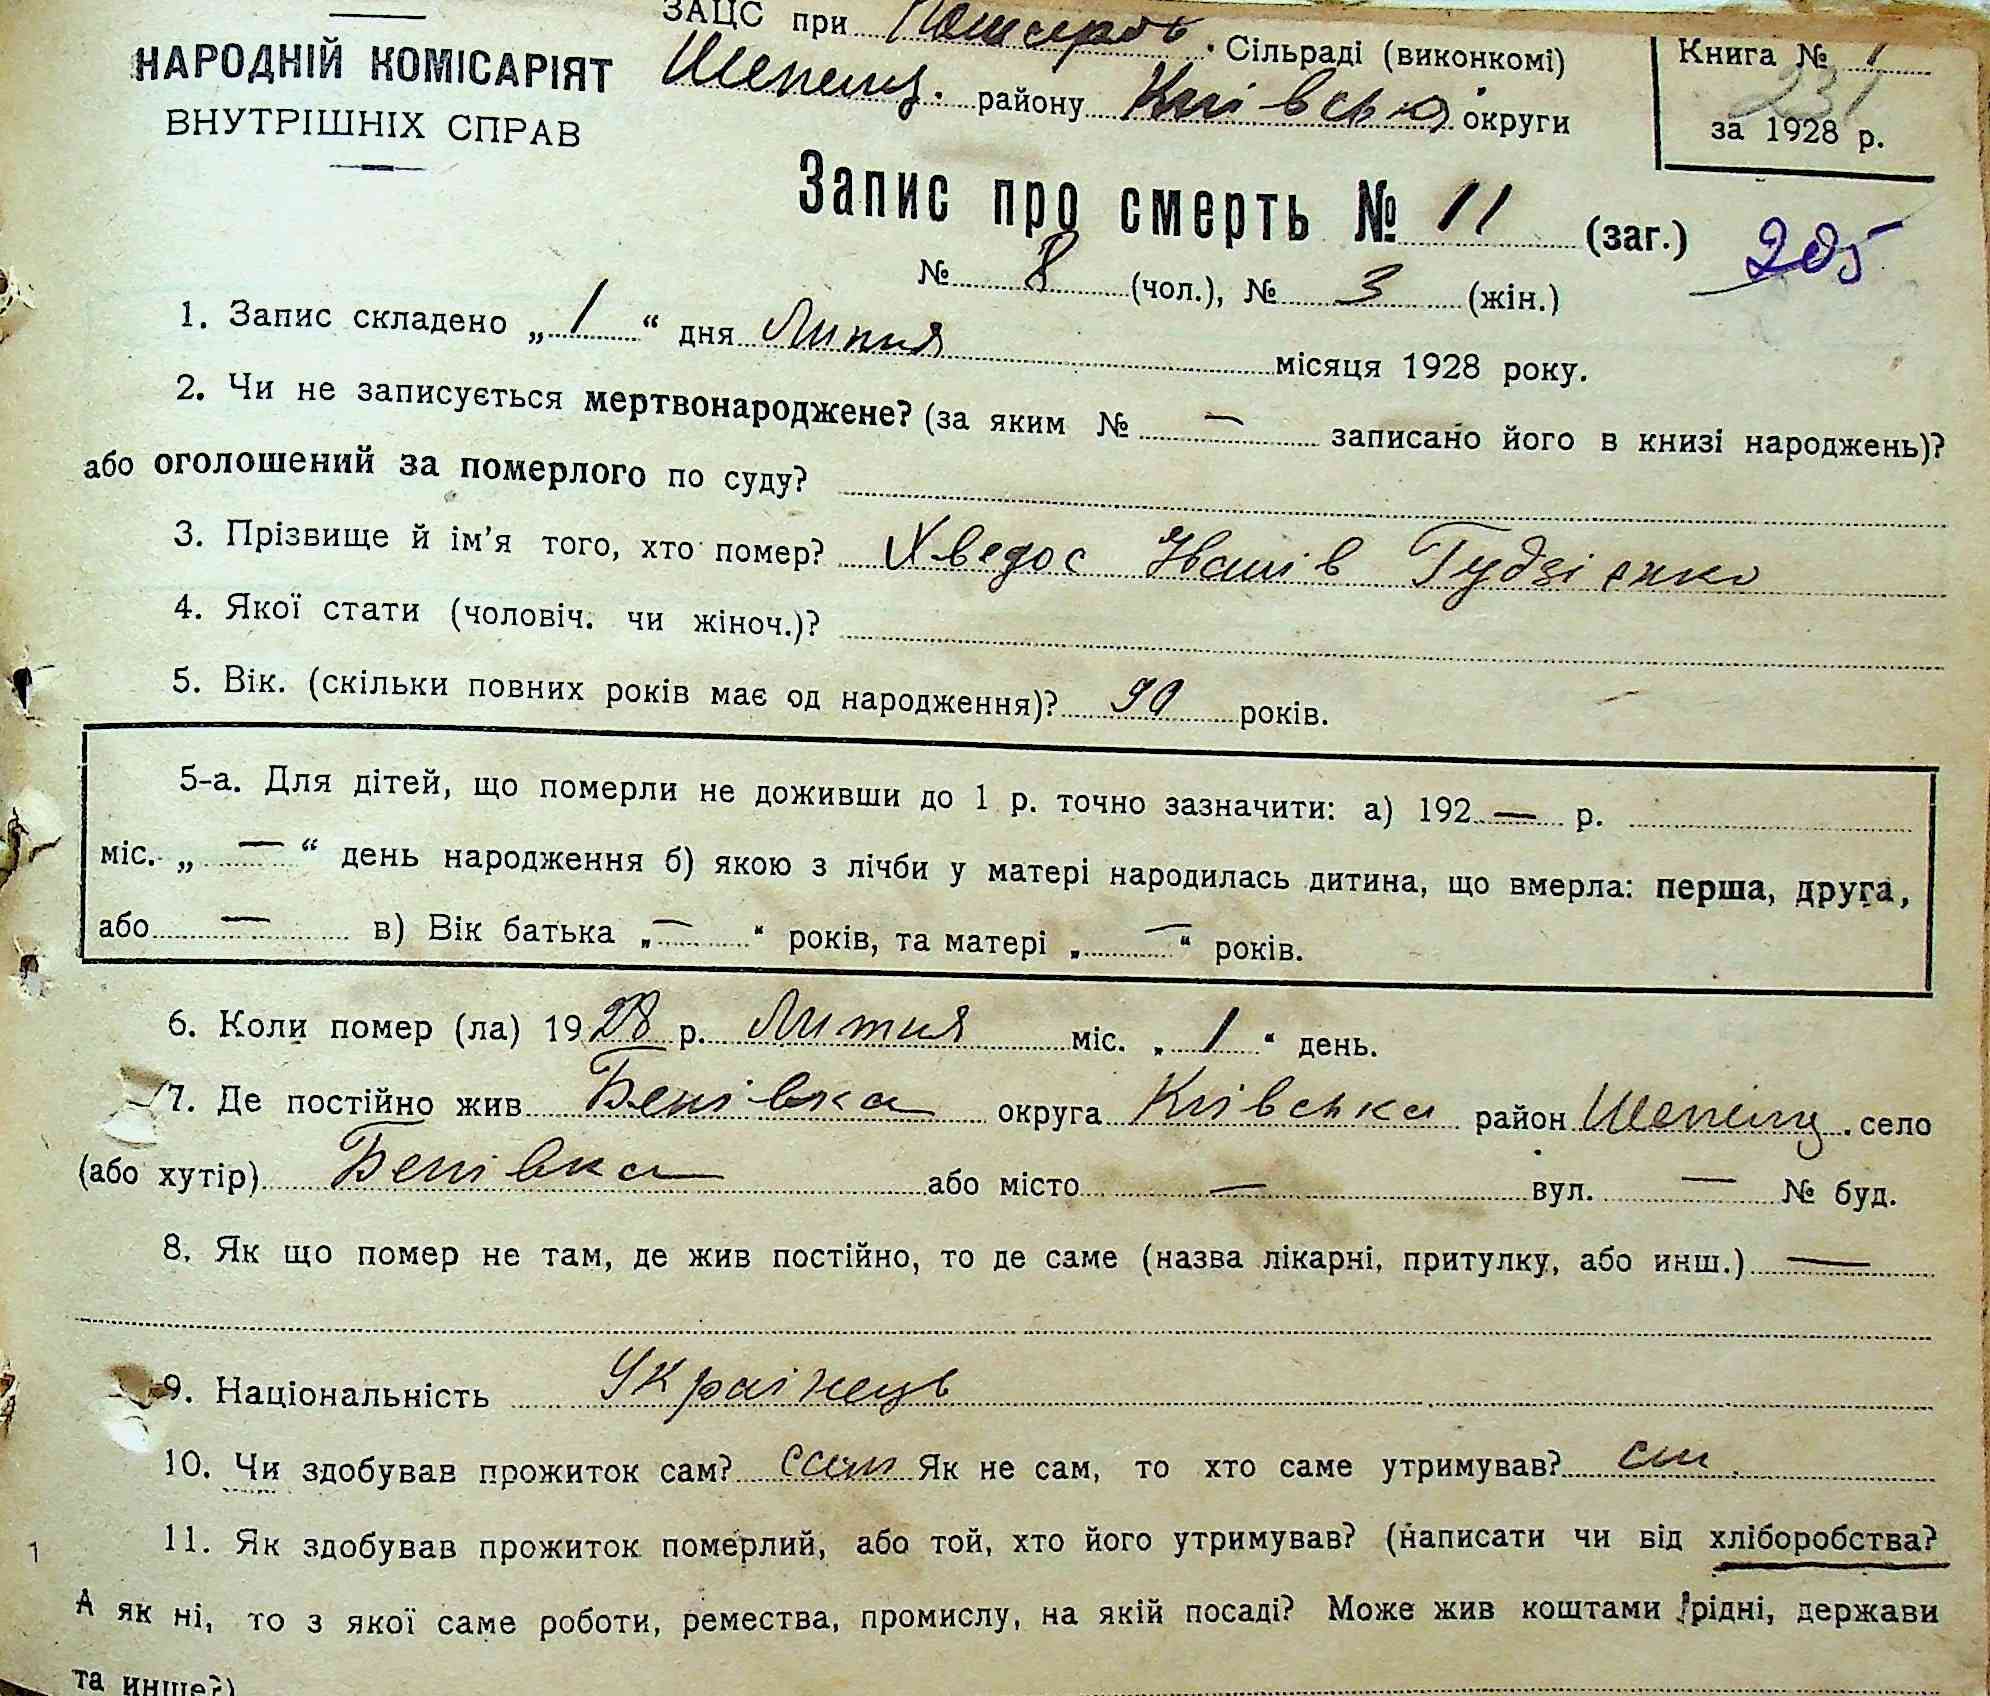 ЗАЦС при Сільраді (виконкомі)
НАРОДНІЙ КОМІСАРІЯТ
ВНУТРІШНІХ СПРАВ
Шепелиц. району Київська округи
Книга № 1
231
за 1928 р.
Запис про смерть № 11 (заг.) 205
№ 8 (чол.), № 3 (жін.)
1. Запис складено „ 1 “ дня Липня місяця 1928 року.
2. Чи не записується мертвонароджене? (за яким № — записано його в книзі народжень)?
або оголошений за померлого по суду?
3. Прізвище й ім’я того, хто помер? Хведос Іванів Гудзієнко
4. Якої стати (чоловіч. чи жіноч.)?
5. Вік. (скільки повних років має од народження)? 90 років.
5-а. Для дітей, що померли не доживши до 1 р. точно зазначити: а) 192 — р.
міс. „ — “ день народження б) якою з лічби у матері народилась дитина, що вмерла: перша, друга,
або — в) Вік батька „ — “ років, та матері „ — “ років.
6. Коли помер (ла) 1928 р. міс. „ 1 “ день.
7. Де постійно жив Бенівка округа Київська район Шепелиц. село
(або хутір) Бенівка або місто — вул. — № буд.
8. Як що помер не там, де жив постійно, то де саме (назва лікарні, притулку, або инш.) —
9. Національність Українець
10. Чи здобував прожиток сам? сам Як не сам, то хто саме утримував?
11. Як здобував прожиток померлий, або той, хто його утримував? (написати чи від хліборобства?
А як ні, то з якої саме роботи, ремества, промислу, на якій посаді? Може жив коштами рідні, держави
та инше?)